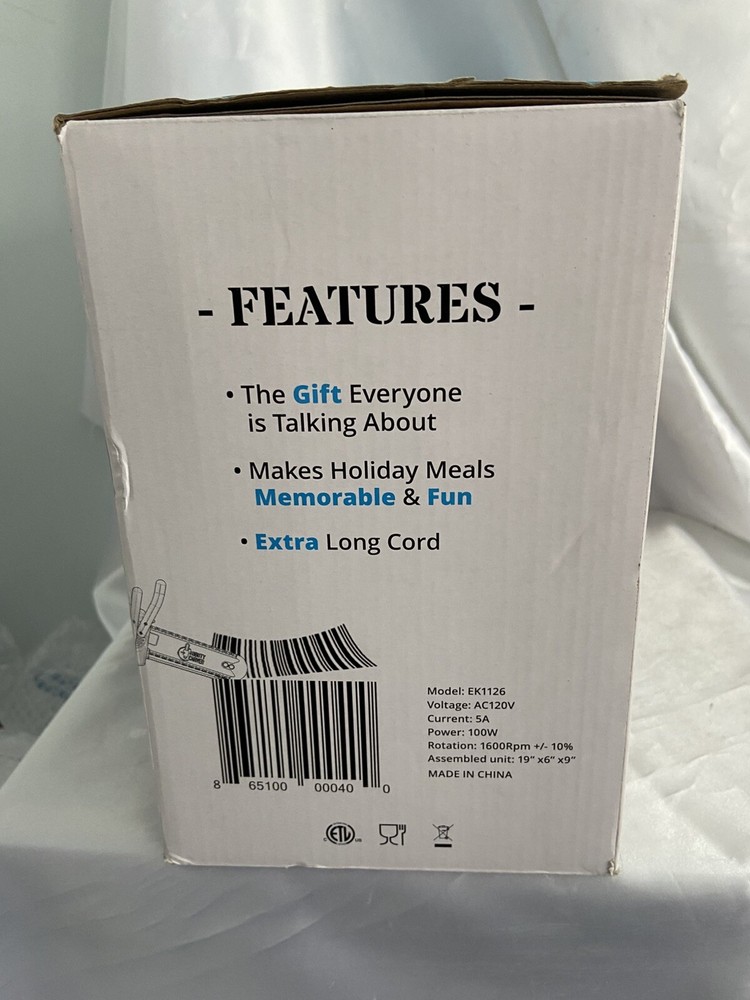 - FEATURES -
• The Gift Everyone
is Talking About
• Makes Holiday Meals
Memorable & Fun
• Extra Long Cord
Model: EK1126
Voltage: AC120V
Current: 5A
Power: 100W
Rotation: 1600Rpm +/- 10%
Assembled unit: 19” x6” x9”
MADE IN CHINA
8 65100 00040 0
ETL